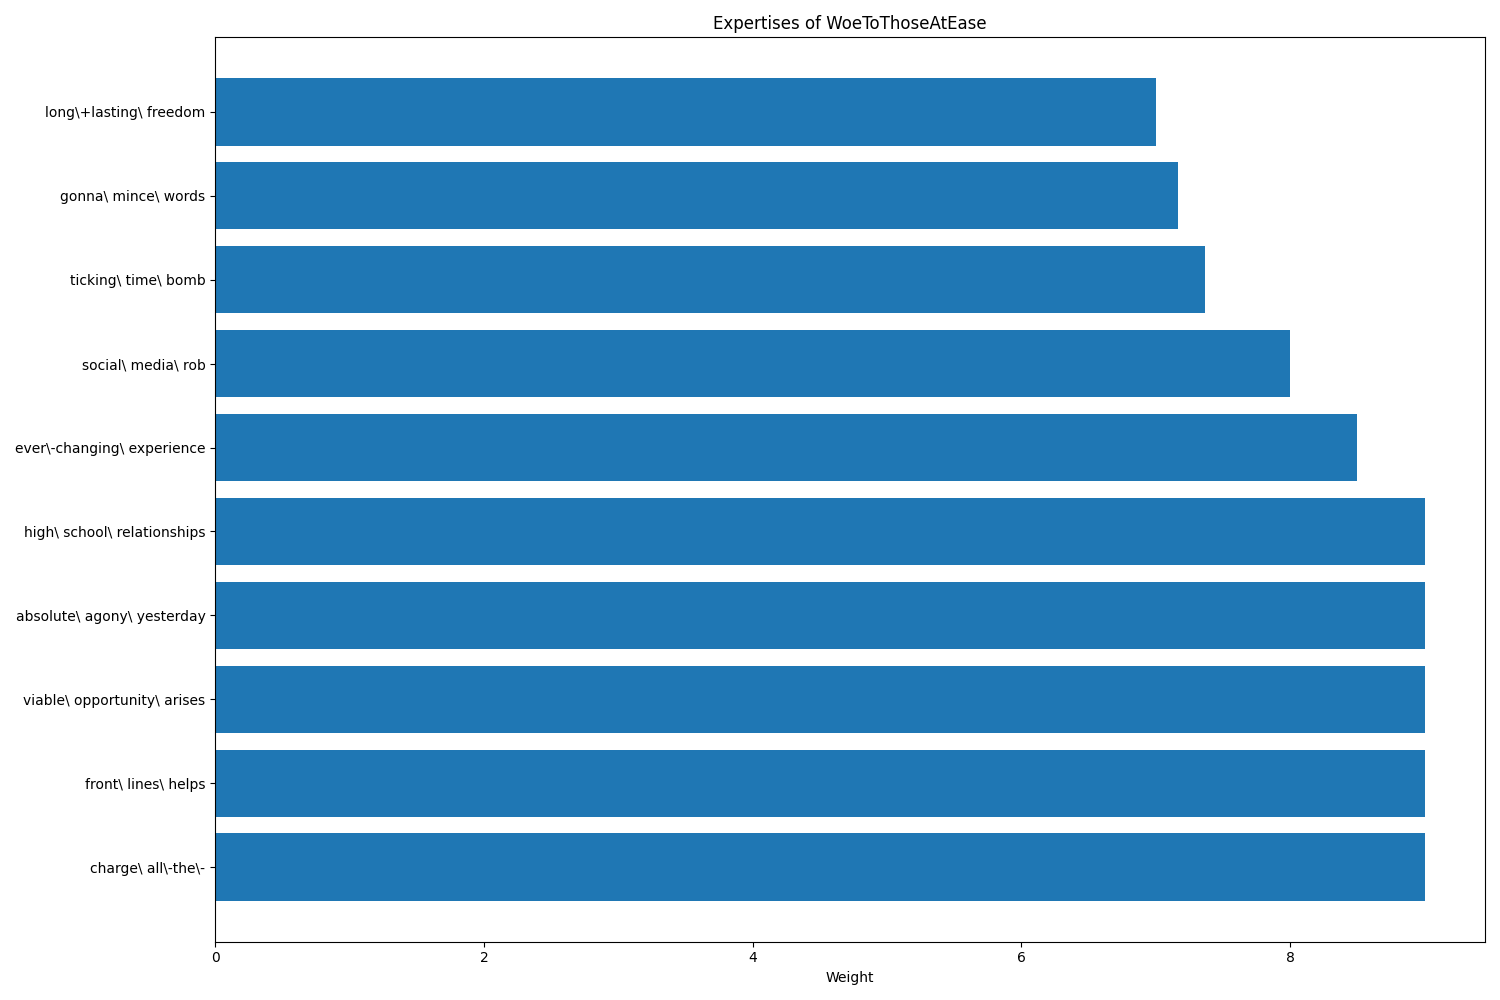 Expertises of WoeToThoseAtEase
long\+lasting\ freedom
gonna\ mince\ words
ticking\ time\ bomb
social\ media\ rob
ever\-changing\ experience
high\ school\ relationships
absolute\ agony\ yesterday
viable\ opportunity\ arises
front\ lines\ helps
charge\ all\-the\-
0 2 4 6 8
Weight